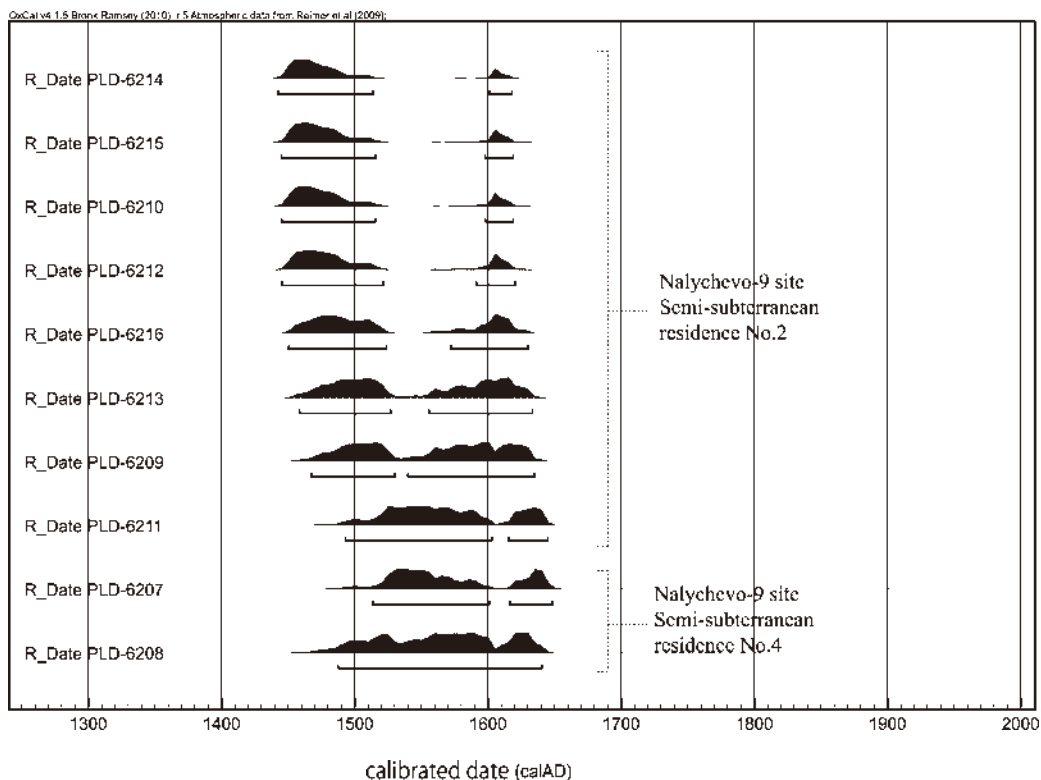 OxCal v4.1.5 Bronk Ramsey (2010); r:5 Atmospheric data from Reimer et al (2009);
R_Date PLD-6214
R_Date PLD-6215
R_Date PLD-6210
R_Date PLD-6212
R_Date PLD-6216
R_Date PLD-6213
R_Date PLD-6209
R_Date PLD-6211
R_Date PLD-6207
R_Date PLD-6208
Nalychevo-9 site
Semi-subterranean
residence No.2
Nalychevo-9 site
Semi-subterranean
residence No.4
1300 1400 1500 1600 1700 1800 1900 2000
calibrated date (calAD)